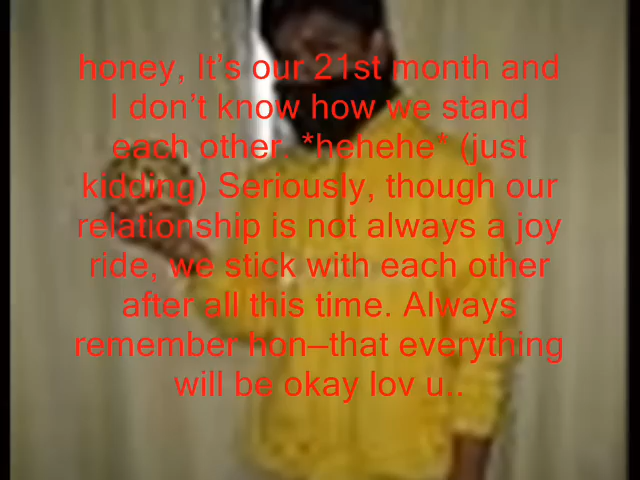 honey, It's our 21st month and
I don't know how we stand
each other. *hehehe* (just
kidding) Seriously, though our
relationship is not always a joy
ride, we stick with each other
after all this time. Always
remember hon–that everything
will be okay lov u..